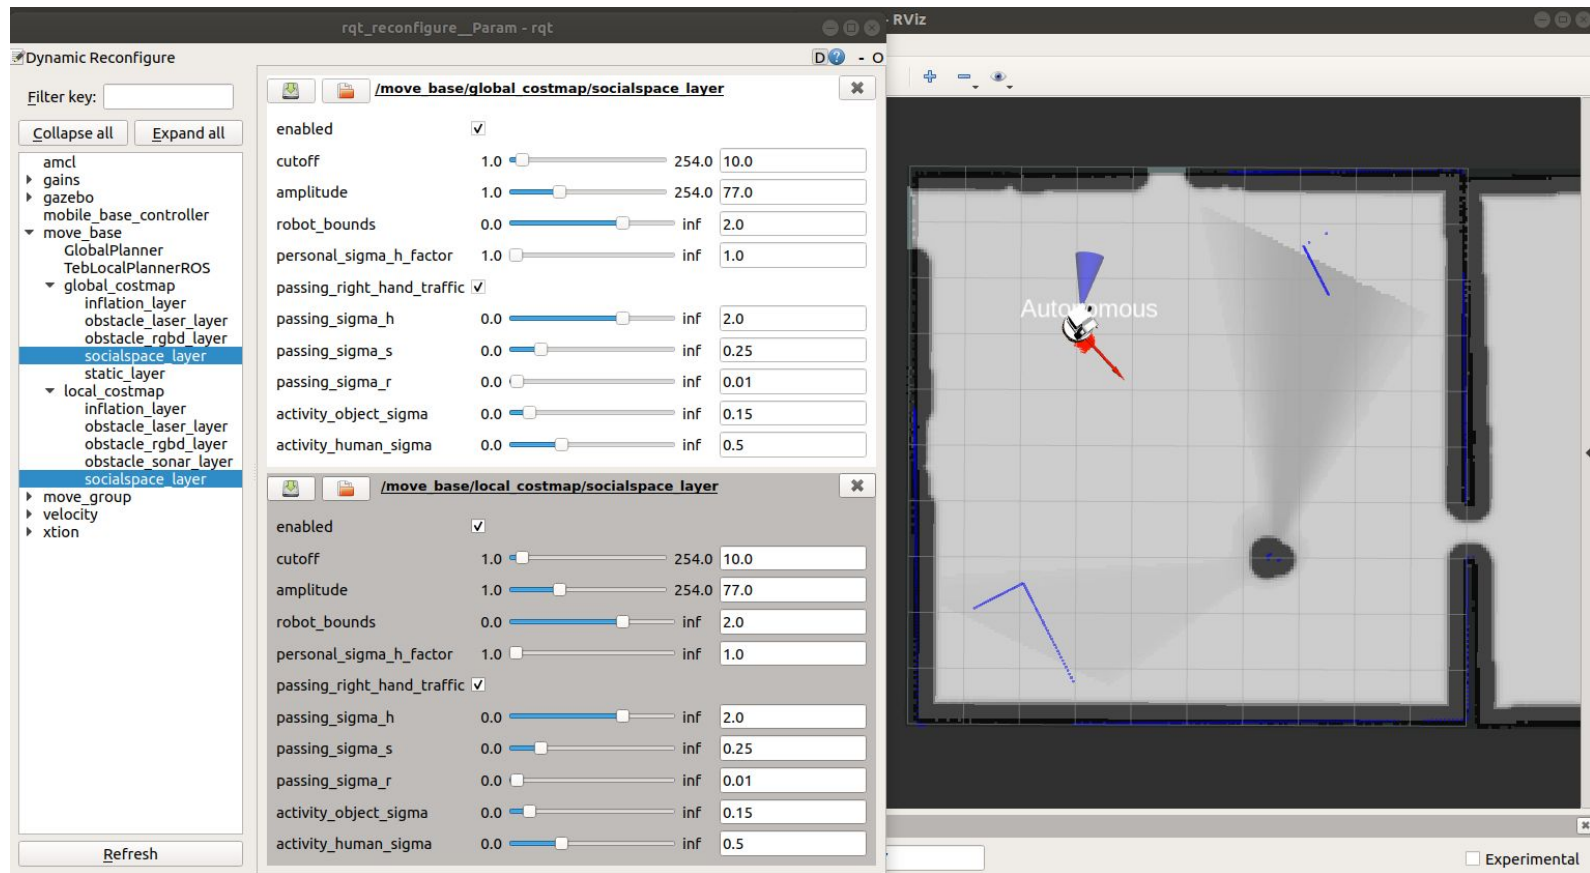 rqt_reconfigure__Param - rqt
- RViz
Dynamic Reconfigure
D - O
Filter key:
Collapse all Expand all
amcl
gains
gazebo
mobile_base_controller
move_base
GlobalPlanner
TebLocalPlannerROS
global_costmap
inflation_layer
obstacle_laser_layer
obstacle_rgbd_layer
socialspace_layer
static_layer
local_costmap
inflation_layer
obstacle_laser_layer
obstacle_rgbd_layer
obstacle_sonar_layer
socialspace_layer
move_group
velocity
xtion
Refresh
/move_base/global_costmap/socialspace_layer
enabled
cutoff 1.0 254.0 10.0
amplitude 1.0 254.0 77.0
robot_bounds 0.0 inf 2.0
personal_sigma_h_factor 1.0 inf 1.0
passing_right_hand_traffic
passing_sigma_h 0.0 inf 2.0
passing_sigma_s 0.0 inf 0.25
passing_sigma_r 0.0 inf 0.01
activity_object_sigma 0.0 inf 0.15
activity_human_sigma 0.0 inf 0.5
/move_base/local_costmap/socialspace_layer
enabled
cutoff 1.0 254.0 10.0
amplitude 1.0 254.0 77.0
robot_bounds 0.0 inf 2.0
personal_sigma_h_factor 1.0 inf 1.0
passing_right_hand_traffic
passing_sigma_h 0.0 inf 2.0
passing_sigma_s 0.0 inf 0.25
passing_sigma_r 0.0 inf 0.01
activity_object_sigma 0.0 inf 0.15
activity_human_sigma 0.0 inf 0.5
Autonomous
Experimental